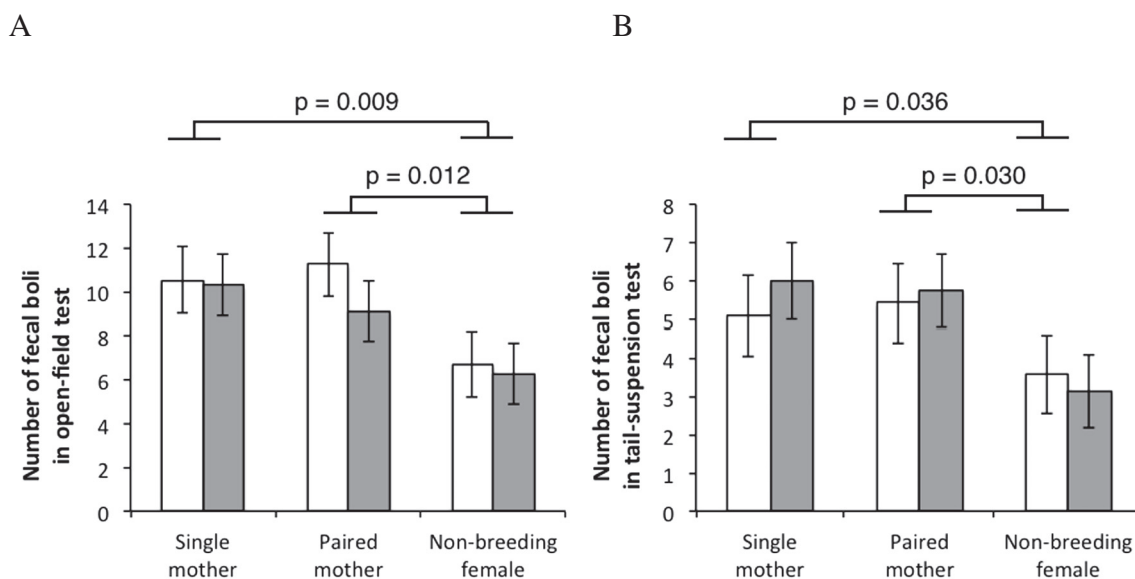 A
B
p = 0.009
p = 0.012
Number of fecal boli
in open-field test
14
12
10
8
6
4
2
0
Single
mother
Paired
mother
Non-breeding
female
p = 0.036
p = 0.030
Number of fecal boli
in tail-suspension test
8
7
6
5
4
3
2
1
0
Single
mother
Paired
mother
Non-breeding
female